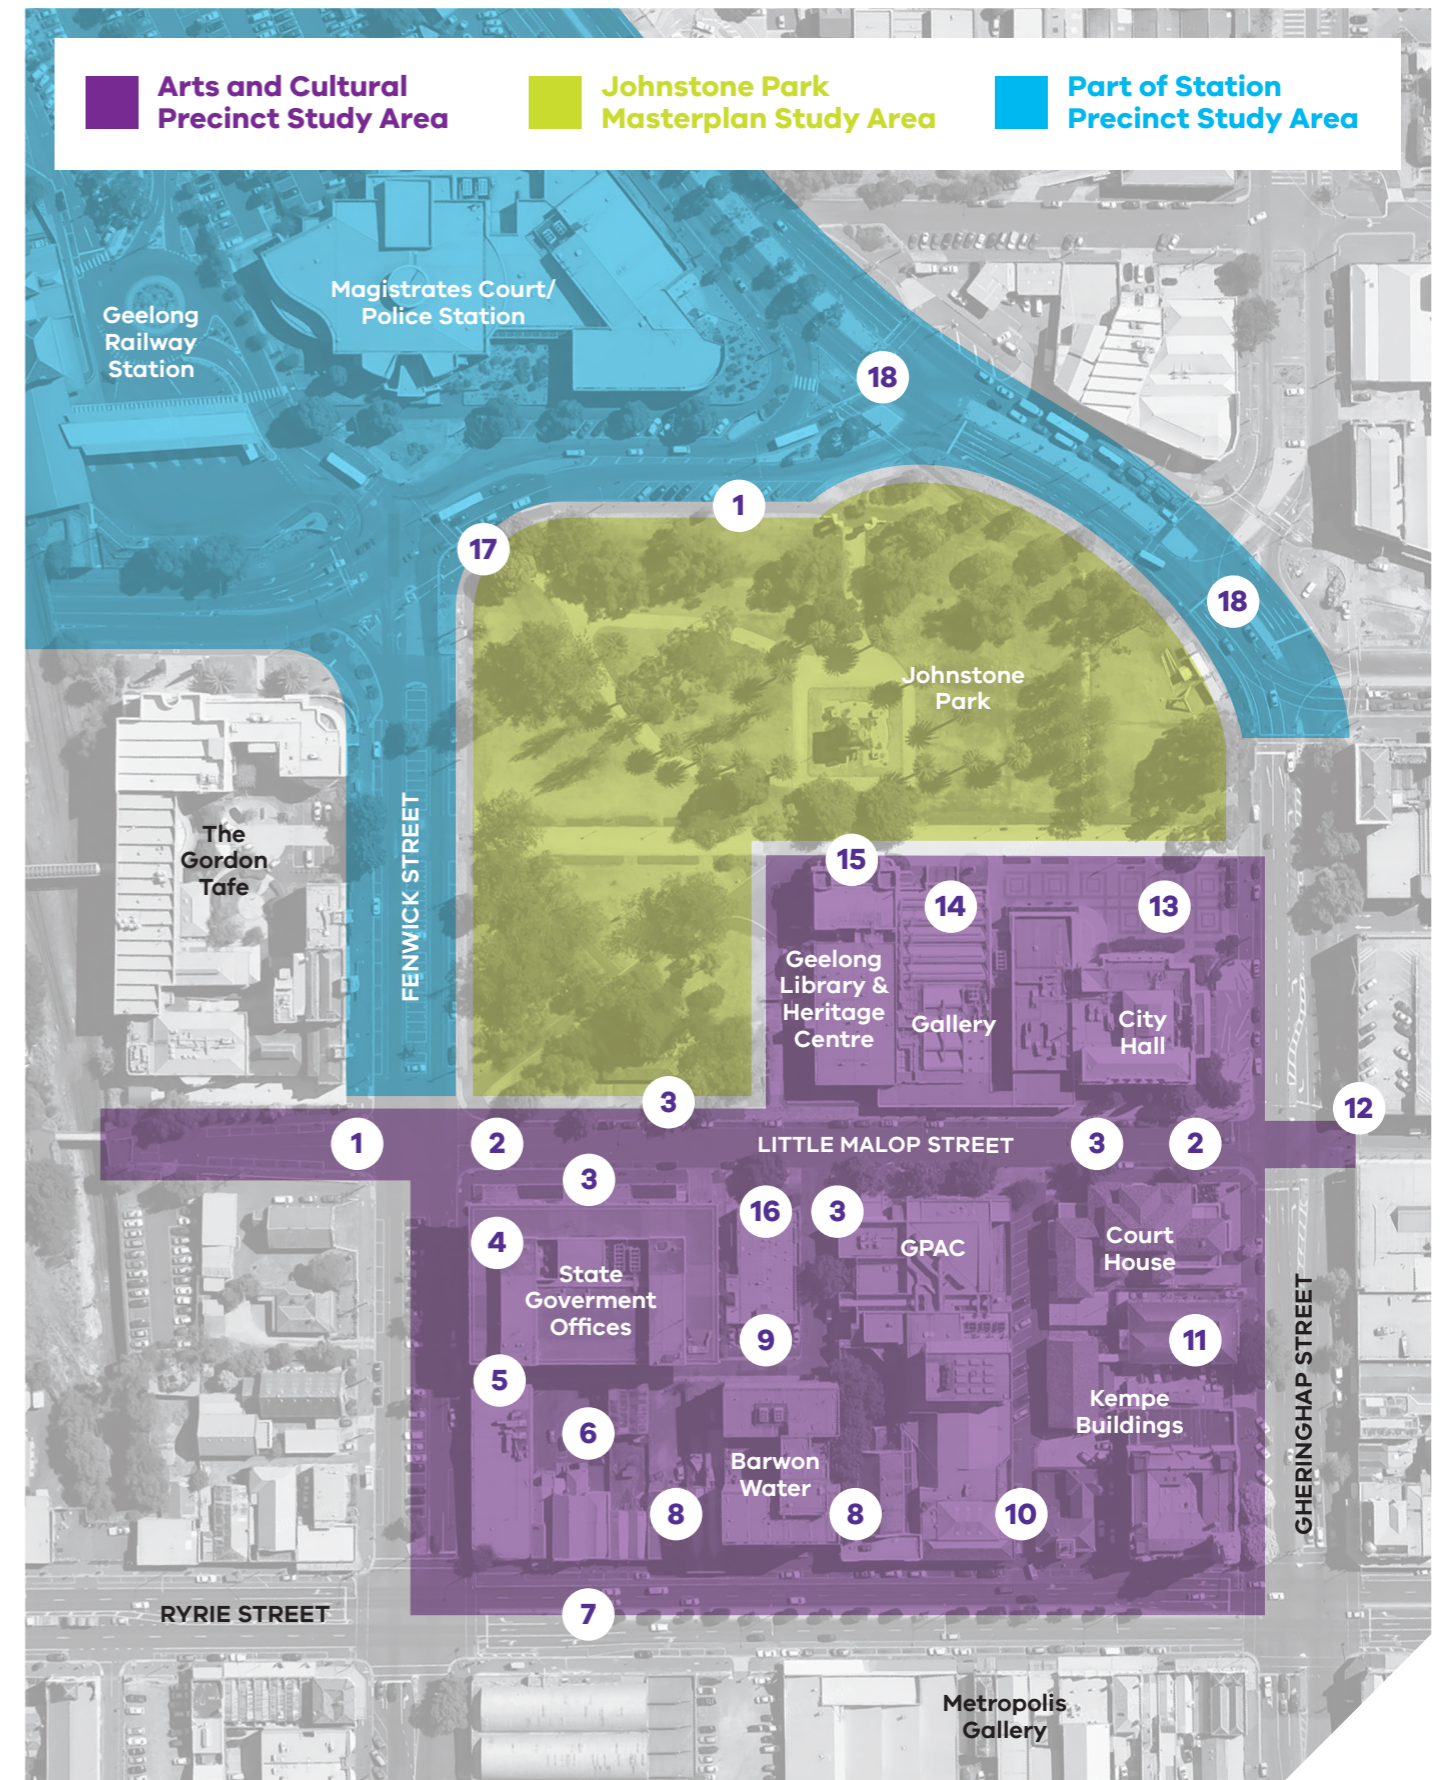 Arts and Cultural
Precinct Study Area
Johnstone Park
Masterplan Study Area
Part of Station
Precinct Study Area
Magistrates Court/
Police Station
Geelong
Railway
Station
18
1
17
18
Johnstone
Park
The
Gordon
Tafe
FENWICK STREET
15
14
13
Geelong
Library &
Heritage
Centre
Gallery
City
Hall
3
12
1
2
LITTLE MALOP STREET
3
2
3
16
3
4
GPAC
Court
House
State
Goverment
Offices
9
11
5
Kempe
Buildings
GHERINGHAP STREET
6
Barwon
Water
8
8
10
7
RYRIE STREET
Metropolis
Gallery